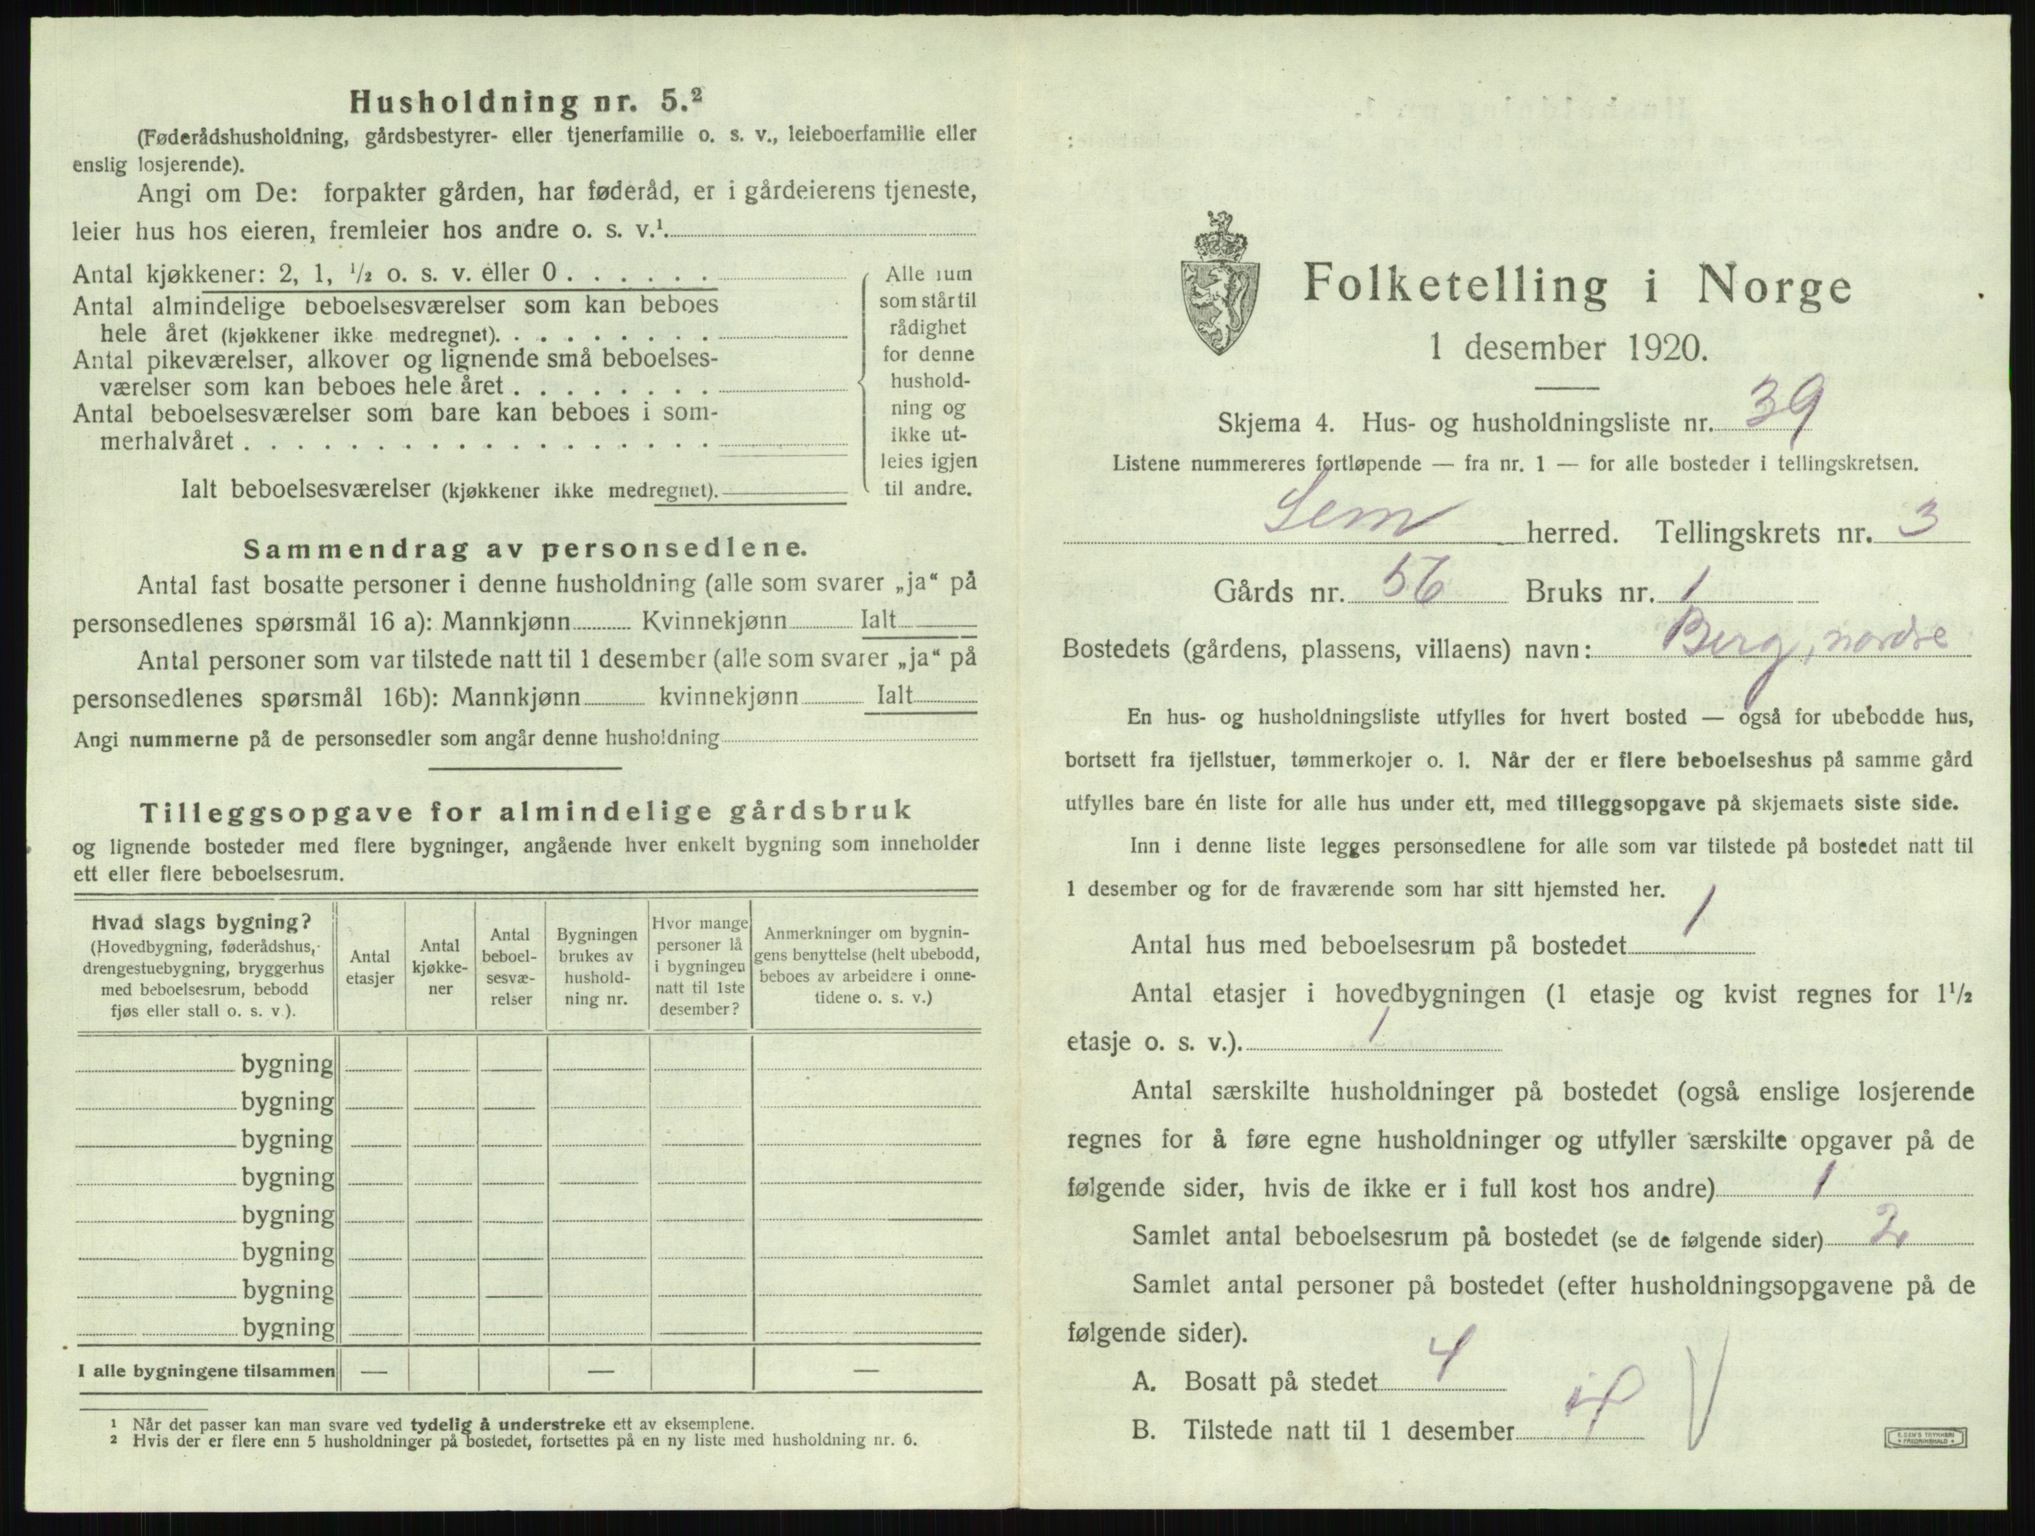 Husholdning nr. 5.²
(Føderådshusholdning, gårdsbestyrer- eller tjenerfamilie o. s. v., leieboerfamilie eller
enslig losjerende).
Angi om De: forpakter gården, har føderåd, er i gårdeierens tjeneste,
leier hus hos eieren, fremleier hos andre o. s. v.¹.
Antal kjøkkener: 2, 1, ½ o. s. v. eller 0 . . . . . .
Antal almindelige beboelsesværelser som kan beboes
hele året (kjøkkener ikke medregnet). . . . . . . . .
Antal pikeværelser, alkover og lignende små beboelses-
værelser som kan beboes hele året . . . . . . . .
Antal beboelsesværelser som bare kan beboes i som-
merhalvåret . . . . . . . . . . . . . . . . . .
Ialt beboelsesværelser (kjøkkener ikke medregnet).
Alle rum
som står til
rådighet
for denne
hushold-
ning og
ikke ut-
leies igjen
til andre.
Sammendrag av personsedlene.
Antal fast bosatte personer i denne husholdning (alle som svarer „ja“ på
personsedlenes spørsmål 16 a): Mannkjønn Kvinnekjønn Ialt
Antal personer som var tilstede natt til 1 desember (alle som svarer „ja“ på
personsedlenes spørsmål 16b): Mannkjønn kvinnekjønn Ialt
Angi nummerne på de personsedler som angår denne husholdning
Tilleggsopgave for almindelige gårdsbruk
og lignende bosteder med flere bygninger, angående hver enkelt bygning som inneholder
ett eller flere beboelsesrum.
Hvad slags bygning?
(Hovedbygning, føderådshus,
drengestuebygning, bryggerhus
med beboelsesrum, bebodd
fjøs eller stall o. s. v.).
Antal
etasjer
Antal
kjøkke-
ner
Antal
beboel-
sesvæ-
relser
Bygningen
brukes av
hushold-
ning nr.
Hvor mange
personer lå
i bygningen
natt til 1ste
desember?
Anmerkninger om bygnin-
gens benyttelse (helt ubebodd,
beboes av arbeidere i onne-
tidene o. s. v.)
bygning
bygning
bygning
bygning
bygning
bygning
bygning
bygning
I alle bygningene tilsammen — — —
¹ Når det passer kan man svare ved tydelig å understreke ett av eksemplene.
² Hvis der er flere enn 5 husholdninger på bostedet, fortsettes på en ny liste med husholdning nr. 6.
Folketelling i Norge
1 desember 1920.
Skjema 4. Hus- og husholdningsliste nr. 39
Listene nummereres fortløpende — fra nr. 1 — for alle bosteder i tellingskretsen.
Sem herred. Tellingskrets nr. 3
Gårds nr. 56 Bruks nr. 1
Bostedets (gårdens, plassens, villaens) navn: Berg, nordre
En hus- og husholdningsliste utfylles for hvert bosted — også for ubebodde hus,
bortsett fra fjellstuer, tømmerkojer o. l. Når der er flere beboelseshus på samme gård
utfylles bare én liste for alle hus under ett, med tilleggsopgave på skjemaets siste side.
Inn i denne liste legges personsedlene for alle som var tilstede på bostedet natt til
1 desember og for de fraværende som har sitt hjemsted her.
Antal hus med beboelsesrum på bostedet 1
Antal etasjer i hovedbygningen (1 etasje og kvist regnes for 1½
etasje o. s. v.). 1
Antal særskilte husholdninger på bostedet (også enslige losjerende
regnes for å føre egne husholdninger og utfyller særskilte opgaver på de
følgende sider, hvis de ikke er i full kost hos andre) 1
Samlet antal beboelsesrum på bostedet (se de følgende sider) 2
Samlet antal personer på bostedet (efter husholdningsopgavene på de
følgende sider).
A. Bosatt på stedet 4
B. Tilstede natt til 1 desember 4